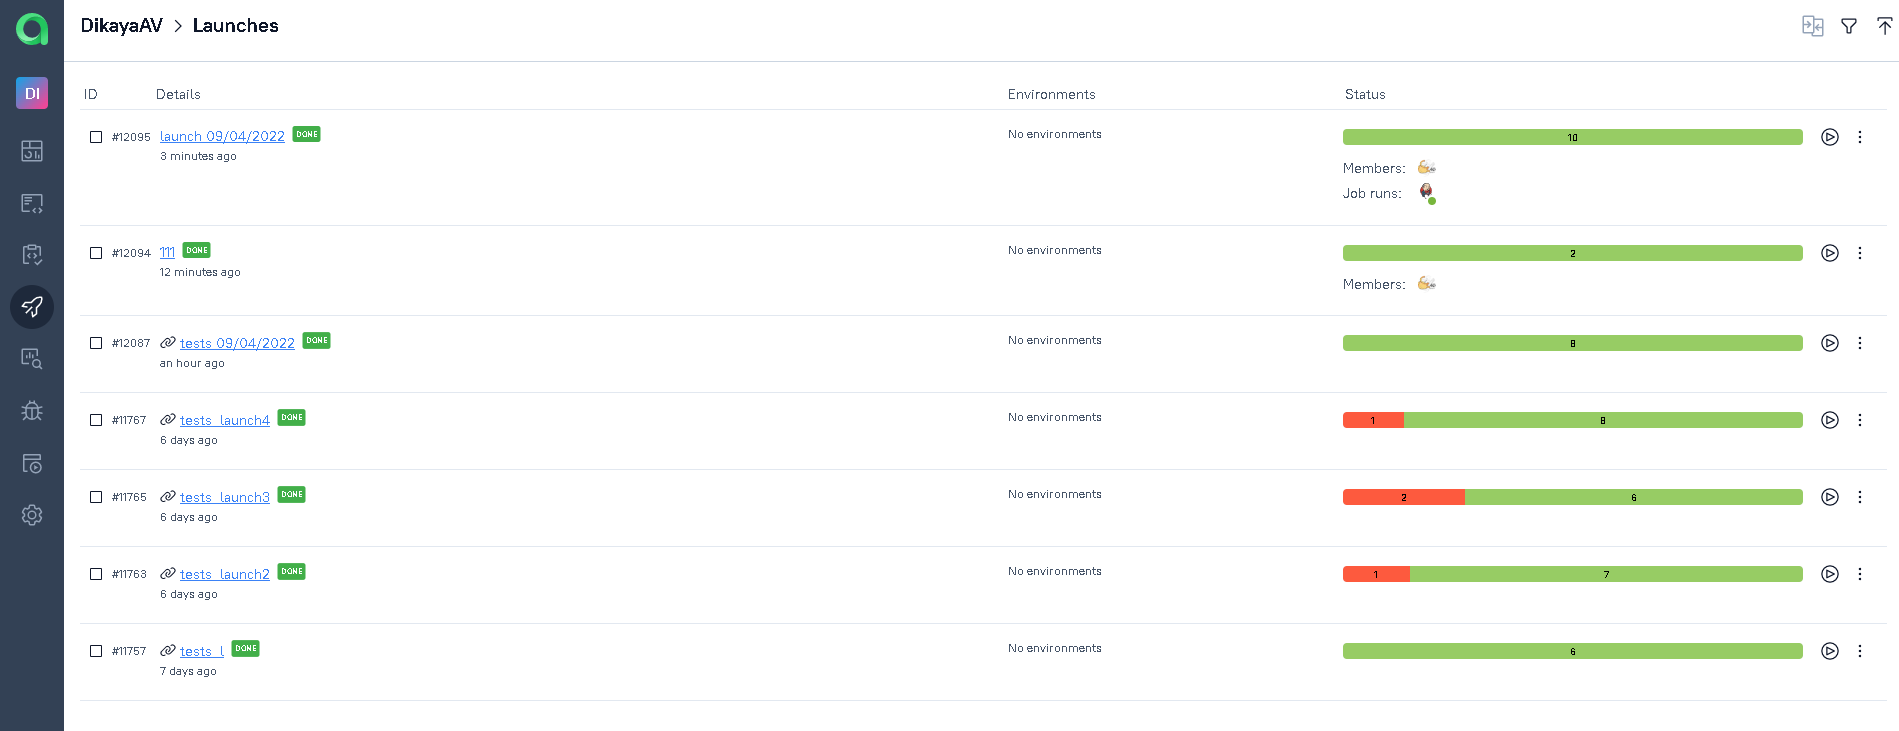 DikayaAV > Launches
DI
ID Details Environments Status
#12095 launch 09/04/2022 DONE No environments 10
3 minutes ago
Members:
Job runs:
#12094 111 DONE No environments 2
12 minutes ago
Members:
#12087 tests 09/04/2022 DONE No environments 8
an hour ago
#11767 tests_launch4 DONE No environments 1 8
6 days ago
#11765 tests_launch3 DONE No environments 2 6
6 days ago
#11763 tests_launch2 DONE No environments 1 7
6 days ago
#11757 tests_l DONE No environments 6
7 days ago